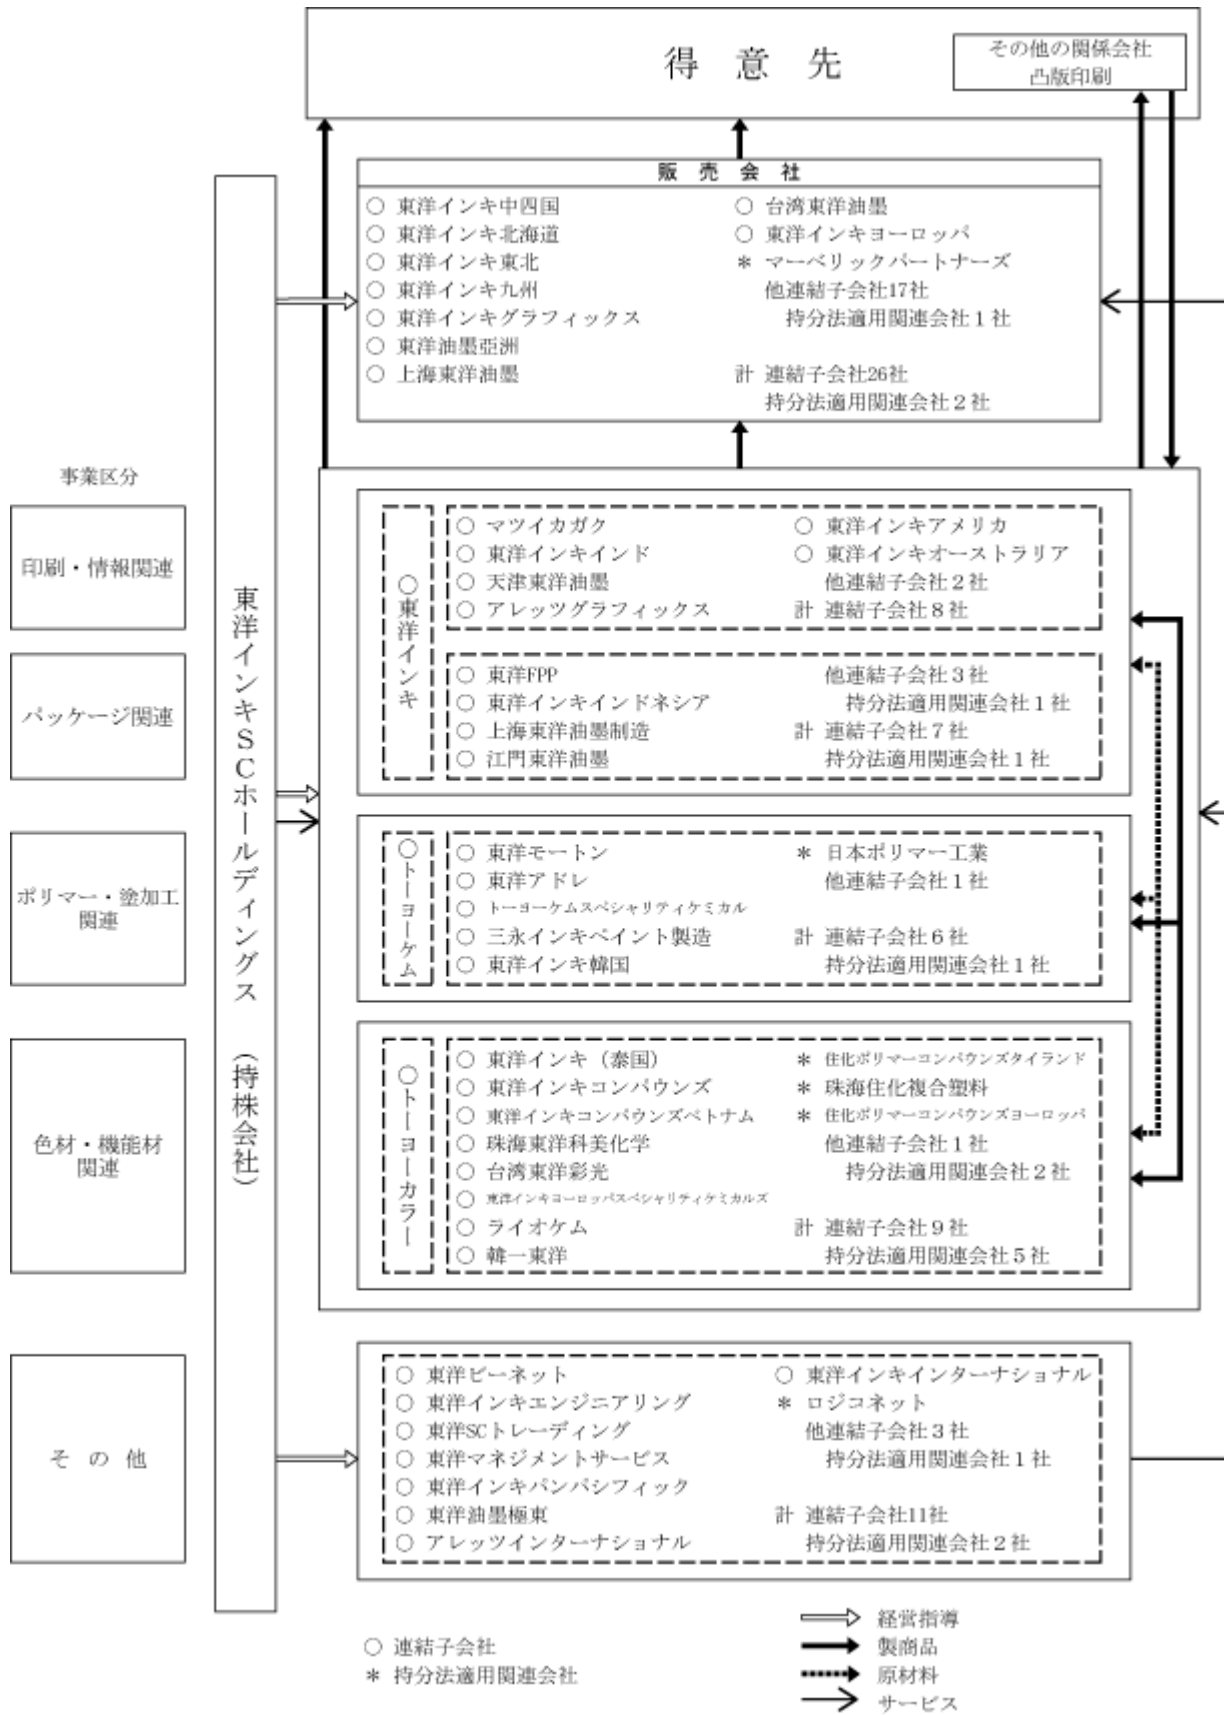 得意先
その他の関係会社
凸版印刷
販売会社
○ 東洋インキ中四国
○ 東洋インキ北海道
○ 東洋インキ東北
○ 東洋インキ九州
○ 東洋インキグラフィックス
○ 東洋油墨亞洲
○ 上海東洋油墨
○ 台湾東洋油墨
○ 東洋インキヨーロッパ
＊ マーベリックパートナーズ
他連結子会社17社
持分法適用関連会社１社
計 連結子会社26社
持分法適用関連会社２社
事業区分
印刷・情報関連
パッケージ関連
ポリマー・塗加工
関連
色材・機能材
関連
その他
東洋インキSCホールディングス （持株会社）
○東洋インキ
○ マツイカガク
○ 東洋インキインド
○ 天津東洋油墨
○ アレッツグラフィックス
○ 東洋インキアメリカ
○ 東洋インキオーストラリア
他連結子会社２社
計 連結子会社８社
○ 東洋FPP
○ 東洋インキインドネシア
○ 上海東洋油墨制造
○ 江門東洋油墨
他連結子会社３社
持分法適用関連会社１社
計 連結子会社７社
持分法適用関連会社１社
○トーヨーケム
○ 東洋モートン
○ 東洋アドレ
○ トーヨーケムスペシャリティケミカル
○ 三永インキペイント製造
○ 東洋インキ韓国
＊ 日本ポリマー工業
他連結子会社１社
計 連結子会社６社
持分法適用関連会社１社
○トーヨーカラー
○ 東洋インキ（泰国）
○ 東洋インキコンパウンズ
○ 東洋インキコンパウンズベトナム
○ 珠海東洋科美化学
○ 台湾東洋彩光
○ 東洋インキヨーロッパスペシャリティケミカルズ
○ ライオケム
○ 韓一東洋
＊ 住化ポリマーコンパウンズタイランド
＊ 珠海住化複合塑料
＊ 住化ポリマーコンパウンズヨーロッパ
他連結子会社１社
持分法適用関連会社２社
計 連結子会社９社
持分法適用関連会社５社
○ 東洋ビーネット
○ 東洋インキエンジニアリング
○ 東洋SCトレーディング
○ 東洋マネジメントサービス
○ 東洋インキパンパシフィック
○ 東洋油墨極東
○ アレッツインターナショナル
○ 東洋インキインターナショナル
＊ ロジコネット
他連結子会社３社
持分法適用関連会社１社
計 連結子会社11社
持分法適用関連会社２社
○ 連結子会社
＊ 持分法適用関連会社
経営指導
製商品
原材料
サービス